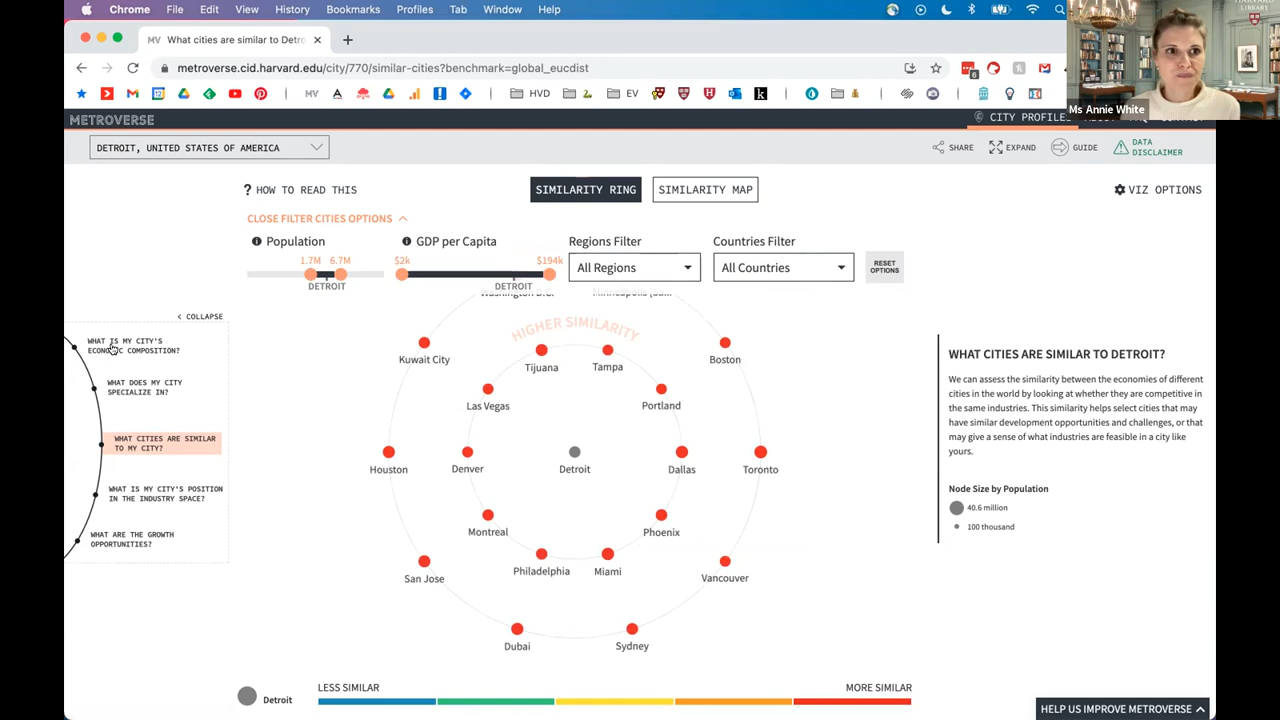 Chrome File Edit View History Bookmarks Profiles Tab Window Help
HARVARD
LIBRARY
MV What cities are similar to Detro
metroverse.cid.harvard.edu/city/770/similar-cities?benchmark=global_eucdist
6
31
MV
HVD
EV
Ms Annie White
METROVERSE
CITY PROFILES
DETROIT, UNITED STATES OF AMERICA
SHARE
EXPAND
GUIDE
DATA
DISCLAIMER
? HOW TO READ THIS
SIMILARITY RING
SIMILARITY MAP
VIZ OPTIONS
CLOSE FILTER CITIES OPTIONS
Population
1.7M 6.7M
DETROIT
GDP per Capita
$2k $194k
DETROIT
Regions Filter
All Regions
Countries Filter
All Countries
RESET
OPTIONS
Washington D.C.
HIGHER SIMILARITY
Kuwait City
Tijuana
Tampa
Boston
Las Vegas
Portland
Houston
Denver
Detroit
Dallas
Toronto
Montreal
Phoenix
San Jose
Philadelphia
Miami
Vancouver
Dubai
Sydney
< COLLAPSE
WHAT IS MY CITY'S
ECONOMIC COMPOSITION?
WHAT DOES MY CITY
SPECIALIZE IN?
WHAT CITIES ARE SIMILAR
TO MY CITY?
WHAT IS MY CITY'S POSITION
IN THE INDUSTRY SPACE?
WHAT ARE THE GROWTH
OPPORTUNITIES?
WHAT CITIES ARE SIMILAR TO DETROIT?
We can assess the similarity between the economies of different
cities in the world by looking at whether they are competitive in
the same industries. This similarity helps select cities that may
have similar development opportunities and challenges, or that
may give a sense of what industries are feasible in a city like
yours.
Node Size by Population
40.6 million
100 thousand
Detroit
LESS SIMILAR
MORE SIMILAR
HELP US IMPROVE METROVERSE